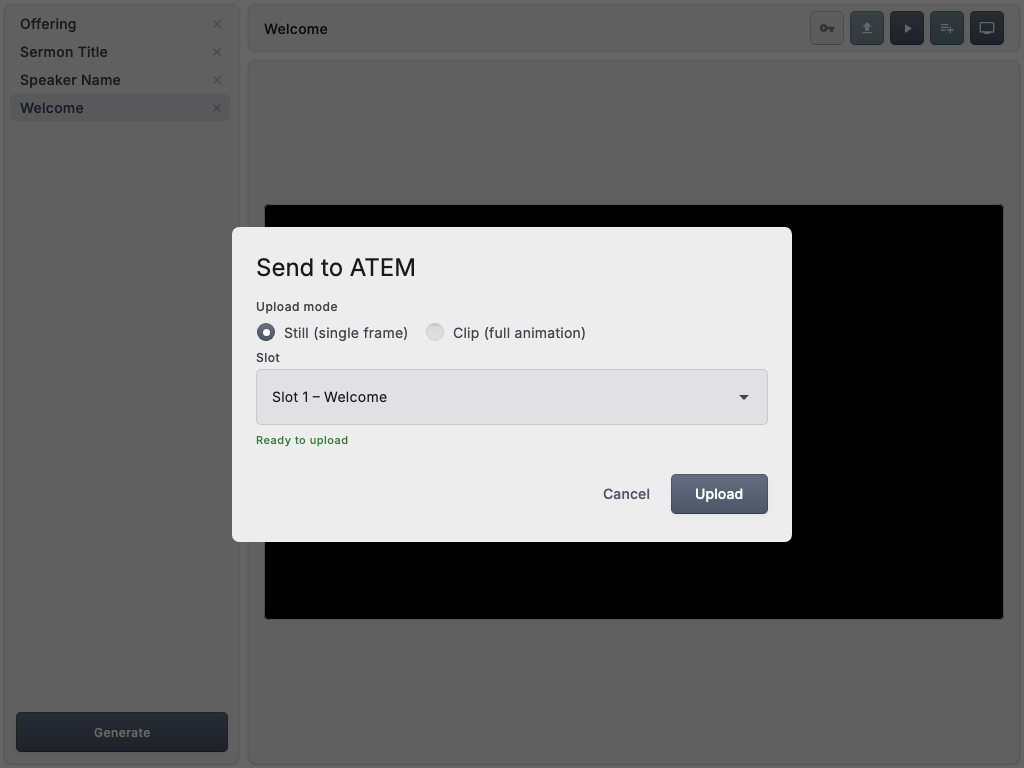 Offering
Sermon Title
Speaker Name
Welcome
Generate
Welcome
Send to ATEM
Upload mode
Still (single frame) Clip (full animation)
Slot
Slot 1 – Welcome
Ready to upload
Cancel Upload